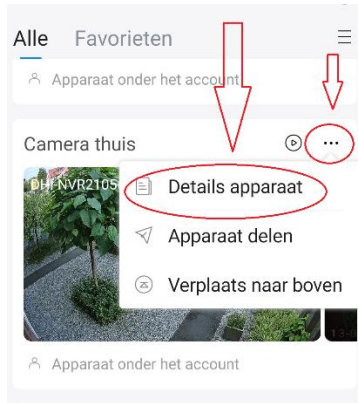 Alle Favorieten
Apparaat onder het account
Camera thuis
DHI NVR2105
Details apparaat
Apparaat delen
Verplaats naar boven
Apparaat onder het account